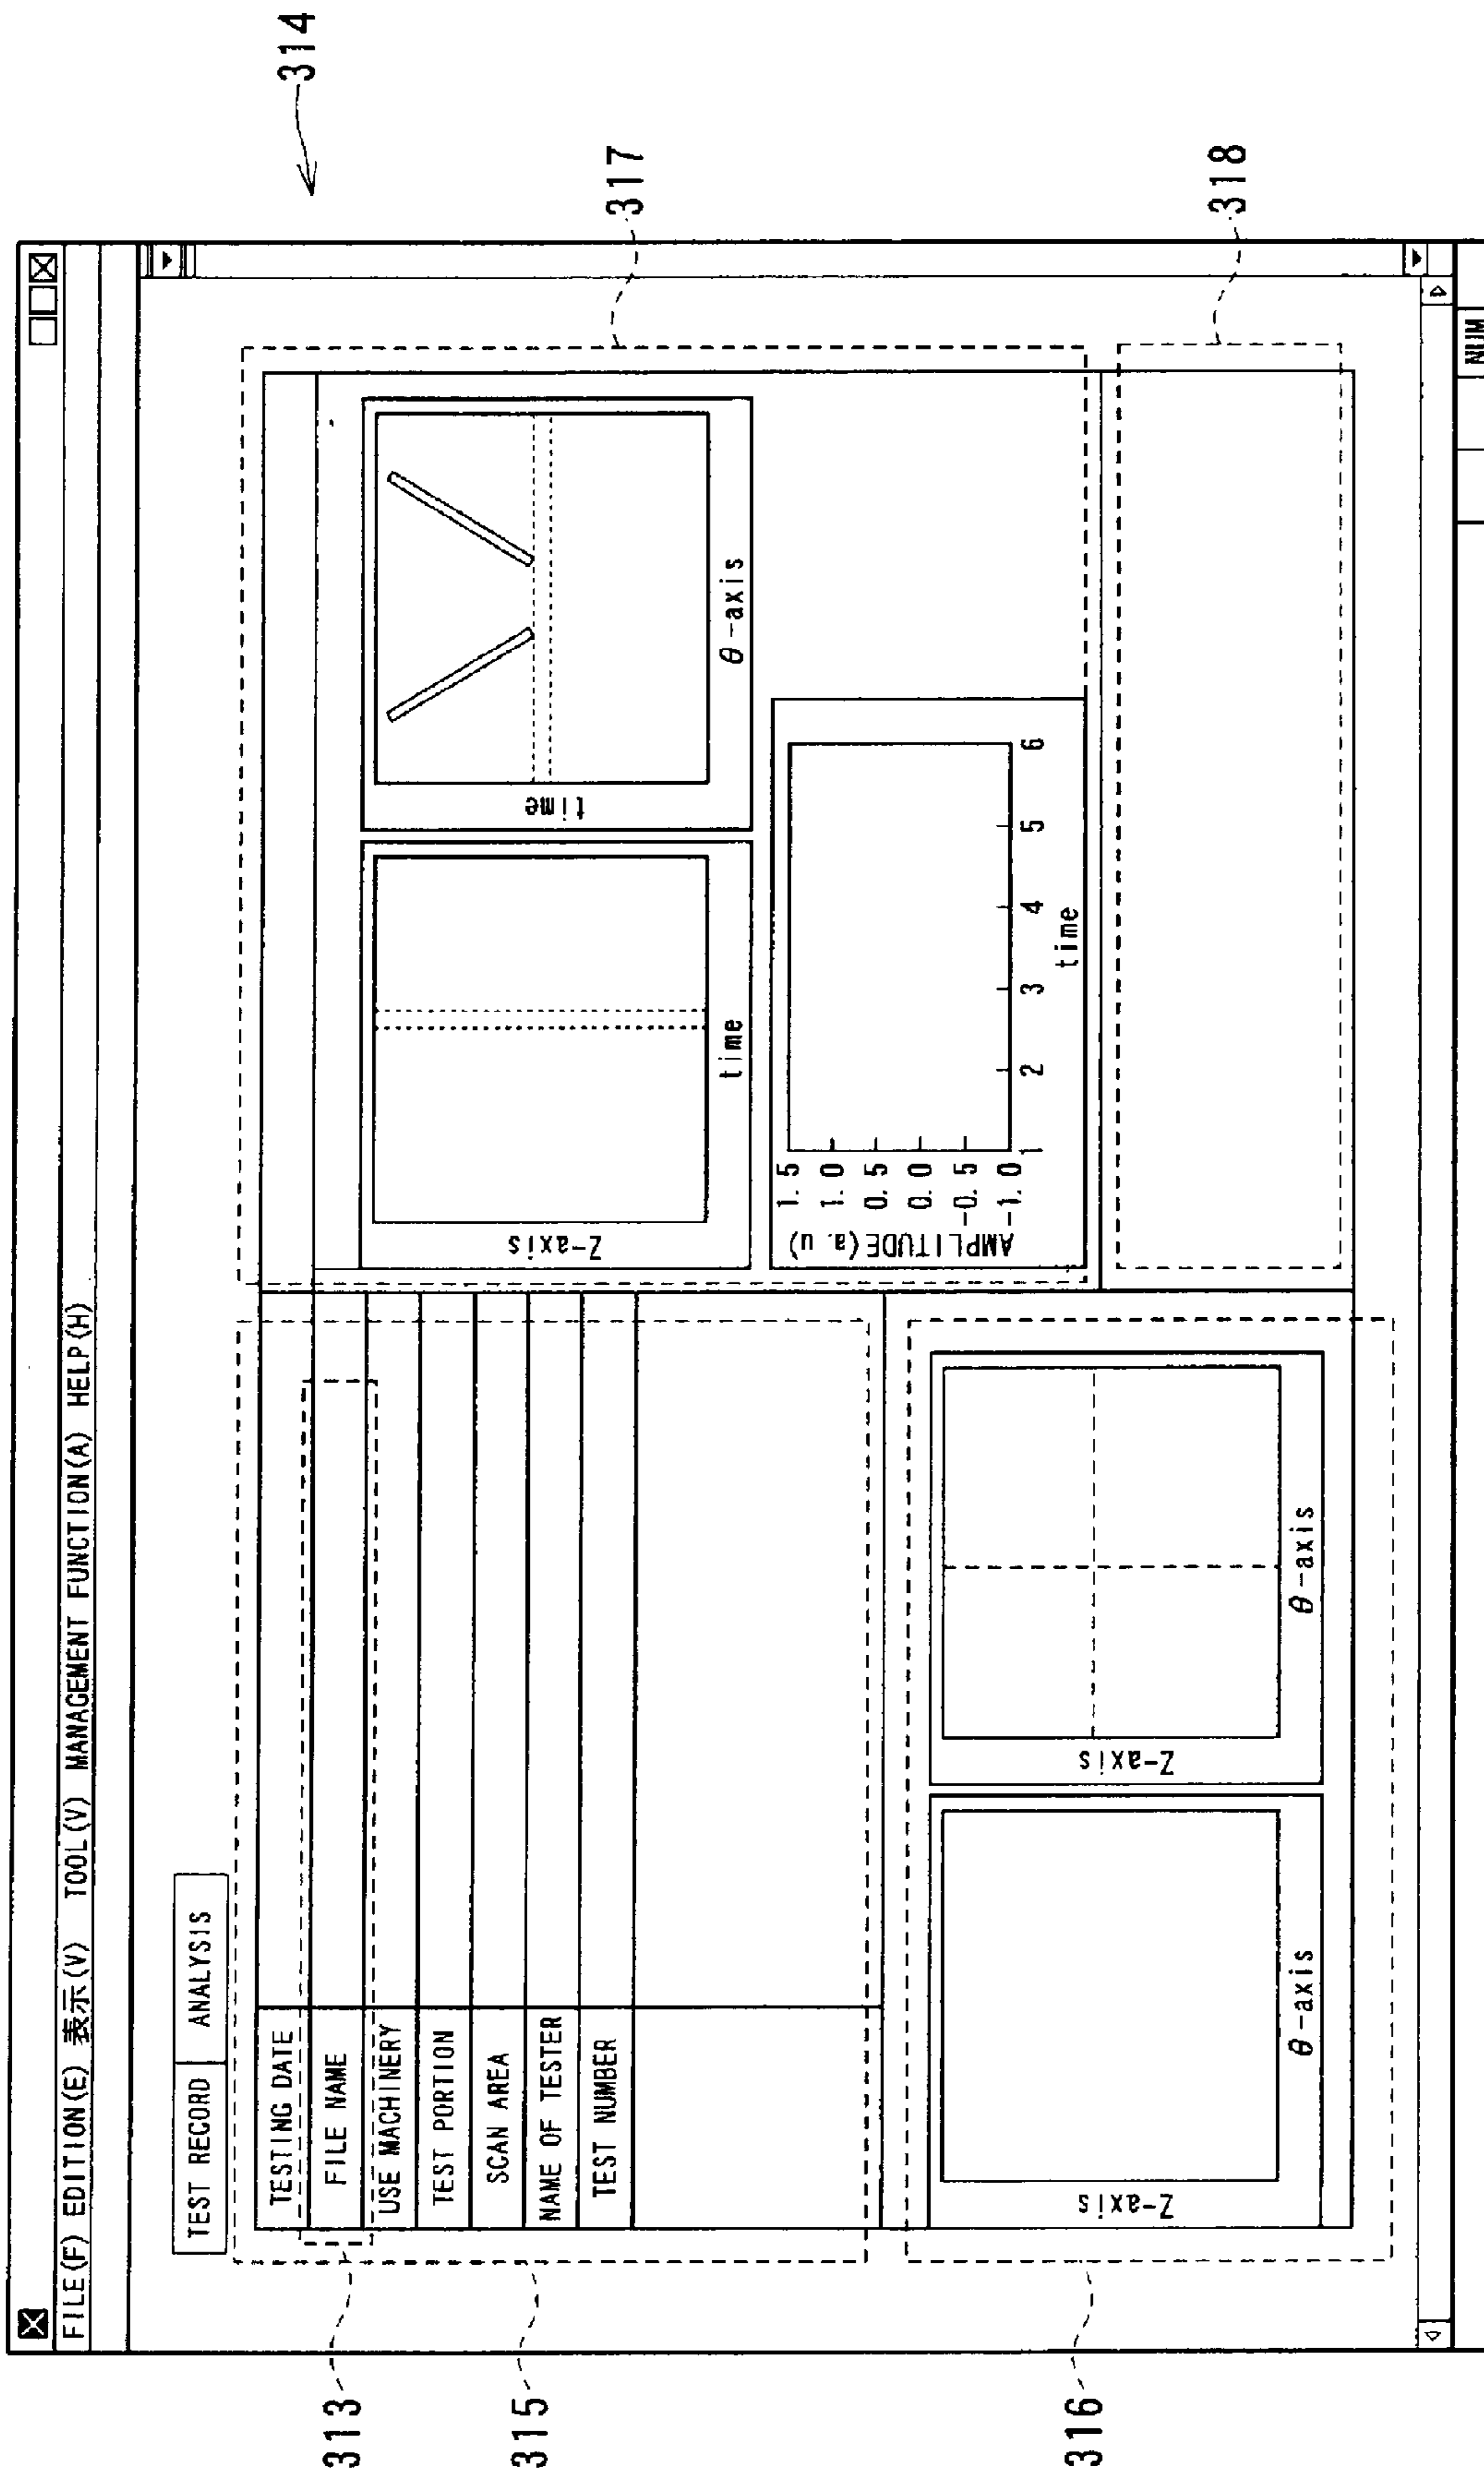 FILE(F) EDITION(E) 表示(V) TOOL(V) MANAGEMENT FUNCTION(A) HELP(H)
314
TEST RECORD ANALYSIS
313
315
TESTING DATE
FILE NAME
USE MACHINERY
TEST PORTION
SCAN AREA
NAME OF TESTER
TEST NUMBER
317
Z-axis
time
time
θ-axis
AMPLITUDE(a.u)
1.5
1.0
0.5
0.0
-0.5
-1.0
1 2 3 4 5 6
time
316
Z-axis
θ-axis
Z-axis
θ-axis
318
NUM